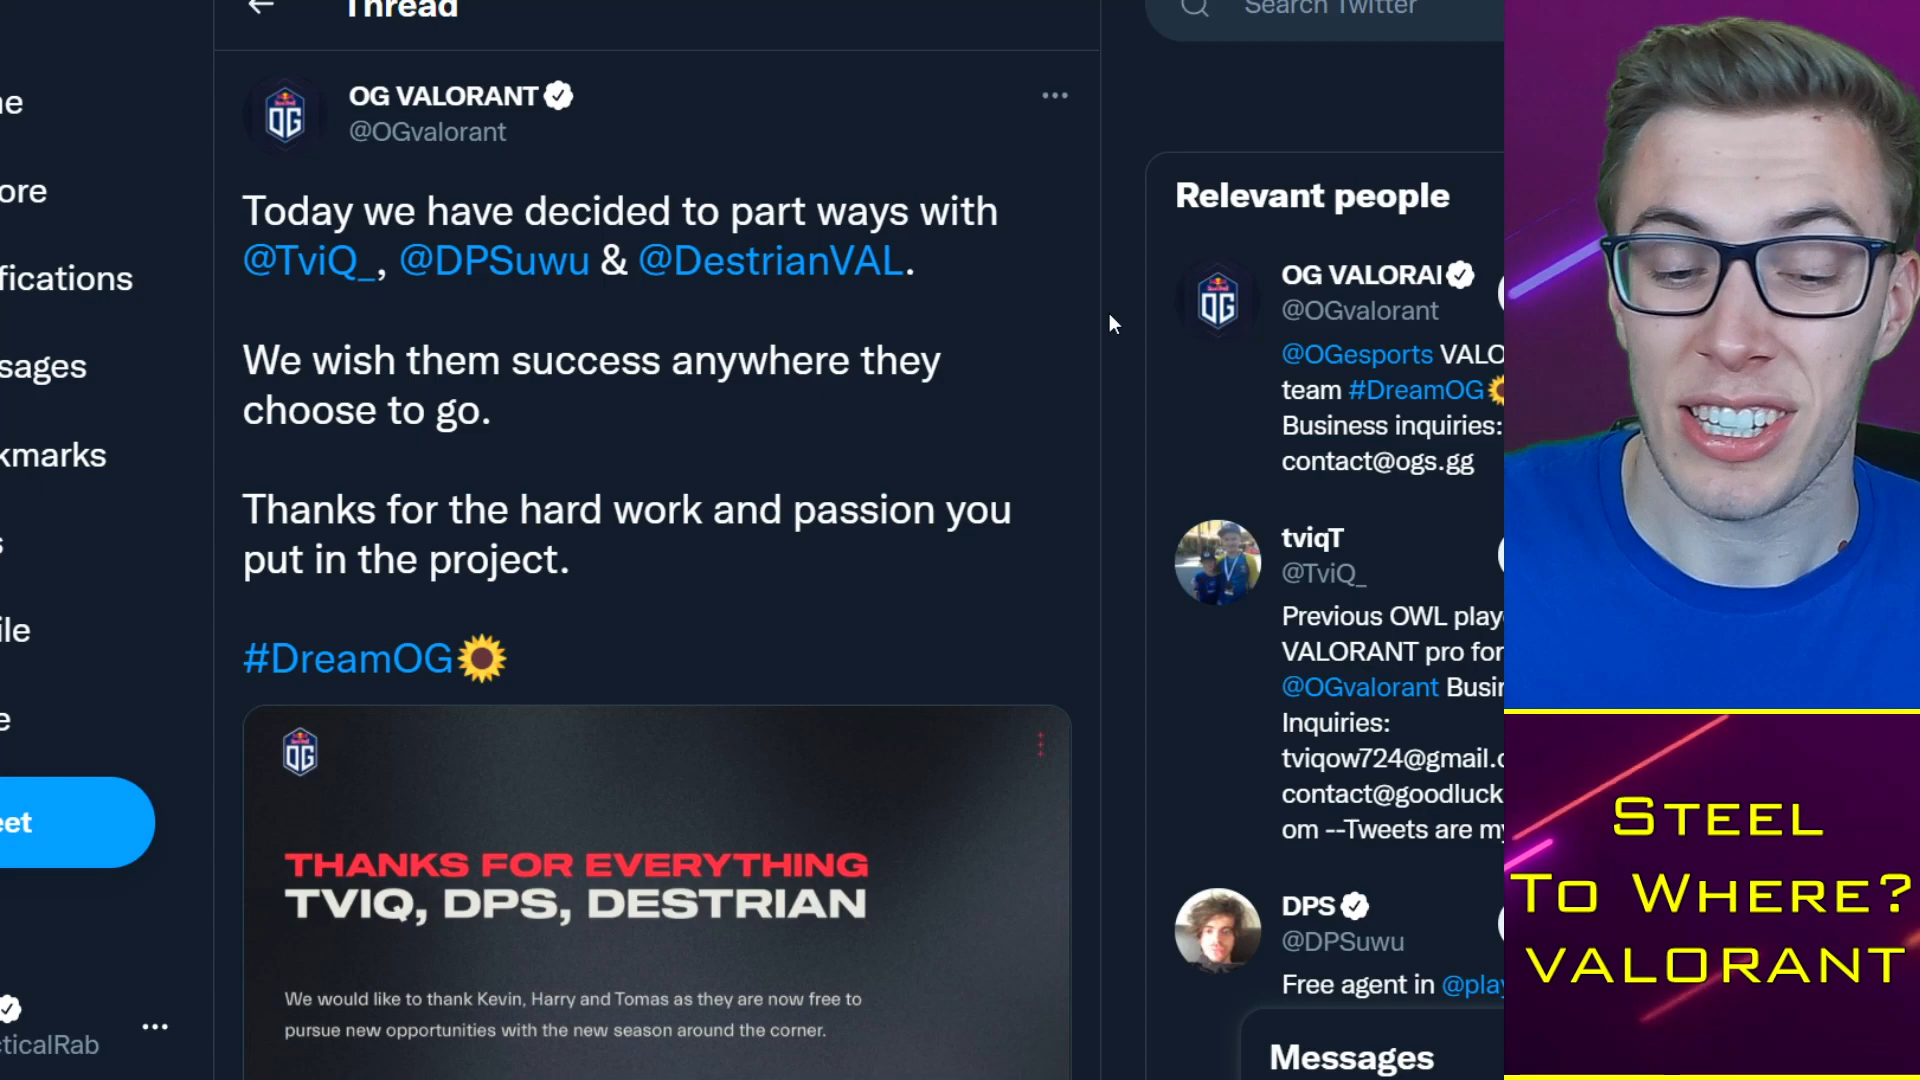 Thread
Search Twitter
ne
ore
fications
sages
kmarks
s
ile
e
eet
cticalRab
OG VALORANT
@OGvalorant
Today we have decided to part ways with
@TviQ_, @DPSuwu & @DestrianVAL.
We wish them success anywhere they
choose to go.
Thanks for the hard work and passion you
put in the project.
#DreamOG🌻
OG
THANKS FOR EVERYTHING
TVIQ, DPS, DESTRIAN
We would like to thank Kevin, Harry and Tomas as they are now free to
pursue new opportunities with the new season around the corner.
Relevant people
OG VALORAI
@OGvalorant
@OGesports VALO
team #DreamOG🌻
Business inquiries:
contact@ogs.gg
tviqT
@TviQ_
Previous OWL play
VALORANT pro for
@OGvalorant Busin
Inquiries:
tviqow724@gmail.c
contact@goodluck
om --Tweets are my
DPS
@DPSuwu
Free agent in @play
Messages
STEEL
TO WHERE?
VALORANT